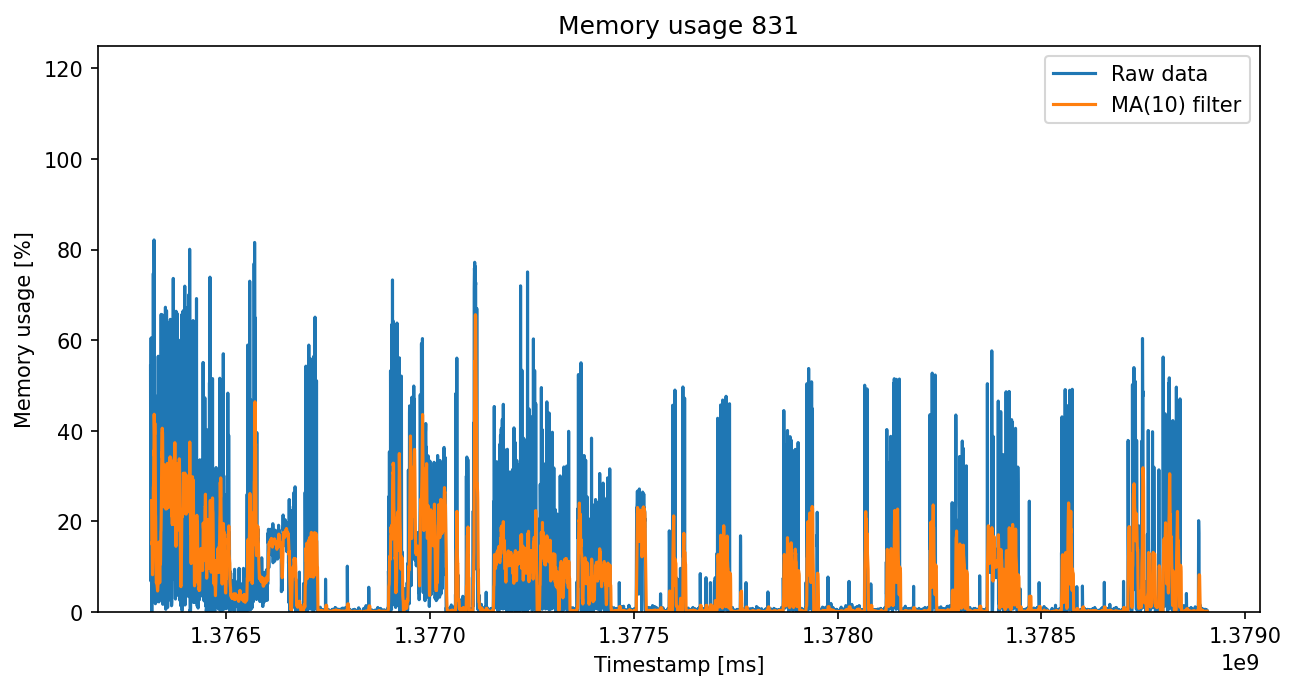 Memory usage 831
Raw data
MA(10) filter
Memory usage [%]
120
100
80
60
40
20
0
1.3765 1.3770 1.3775 1.3780 1.3785 1.3790
1e9
Timestamp [ms]